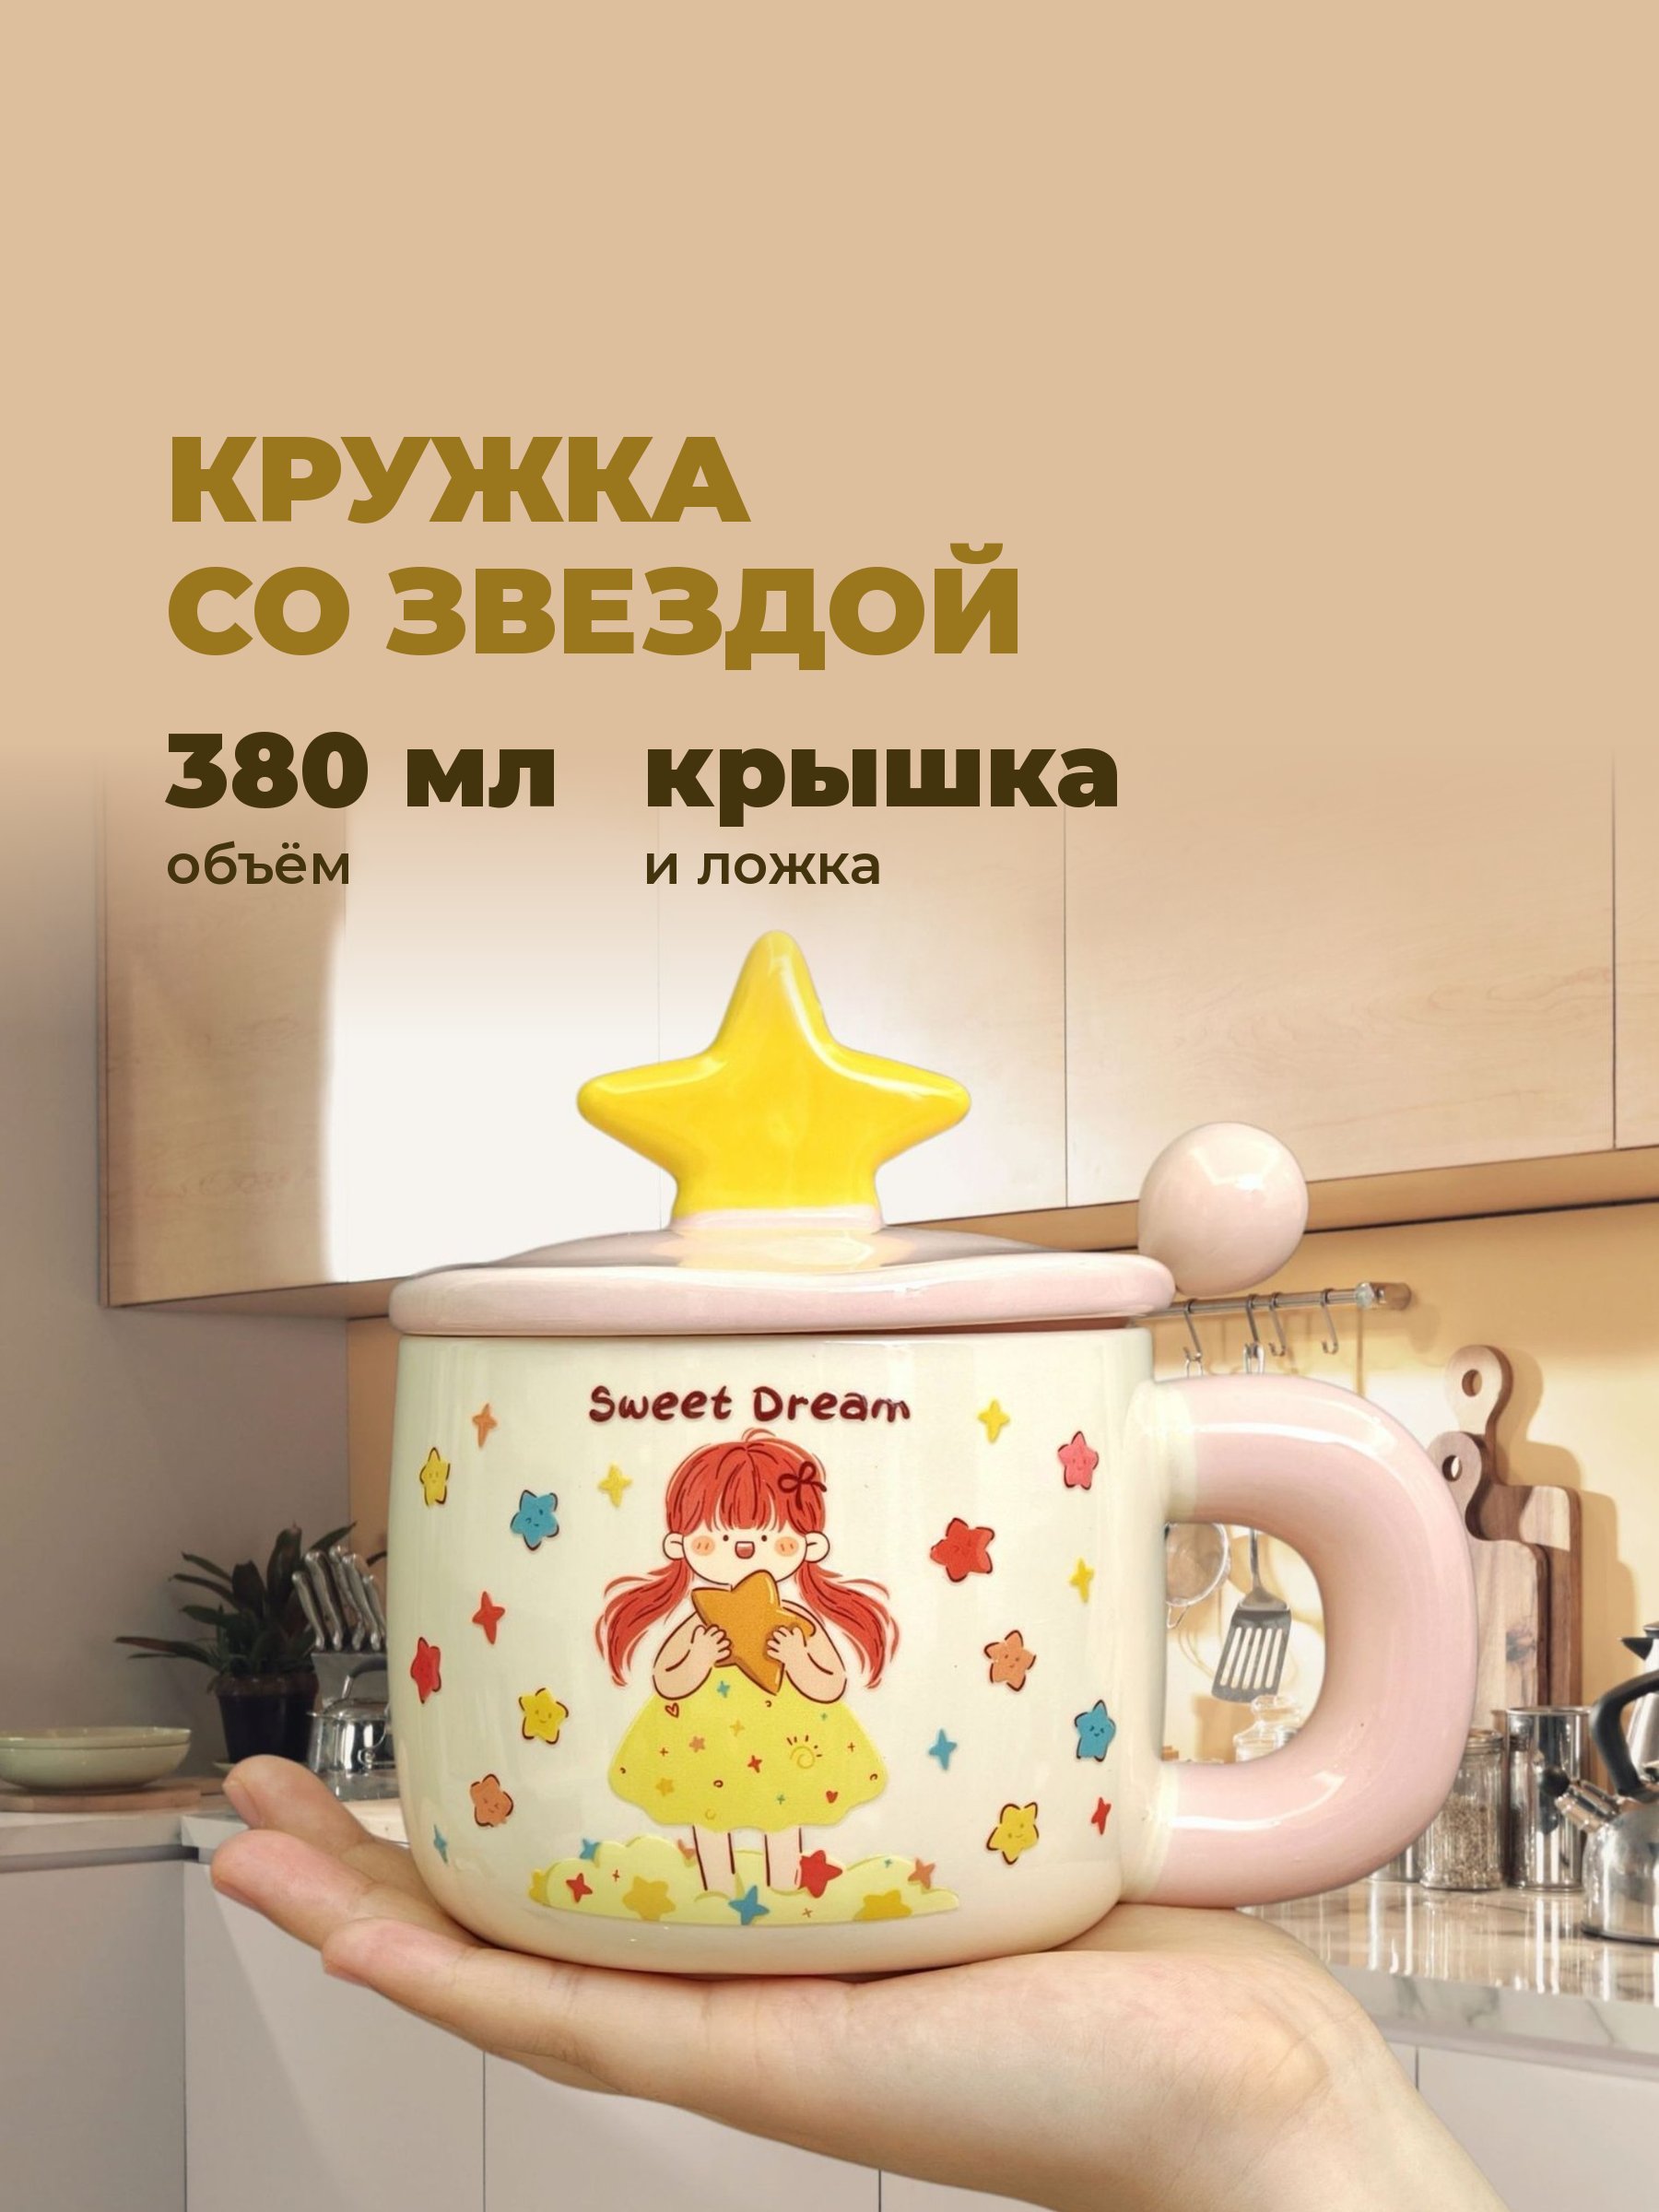 КРУЖКА
СО ЗВЕЗДОЙ
380 мл крышка
объём и ложка
Sweet Dream